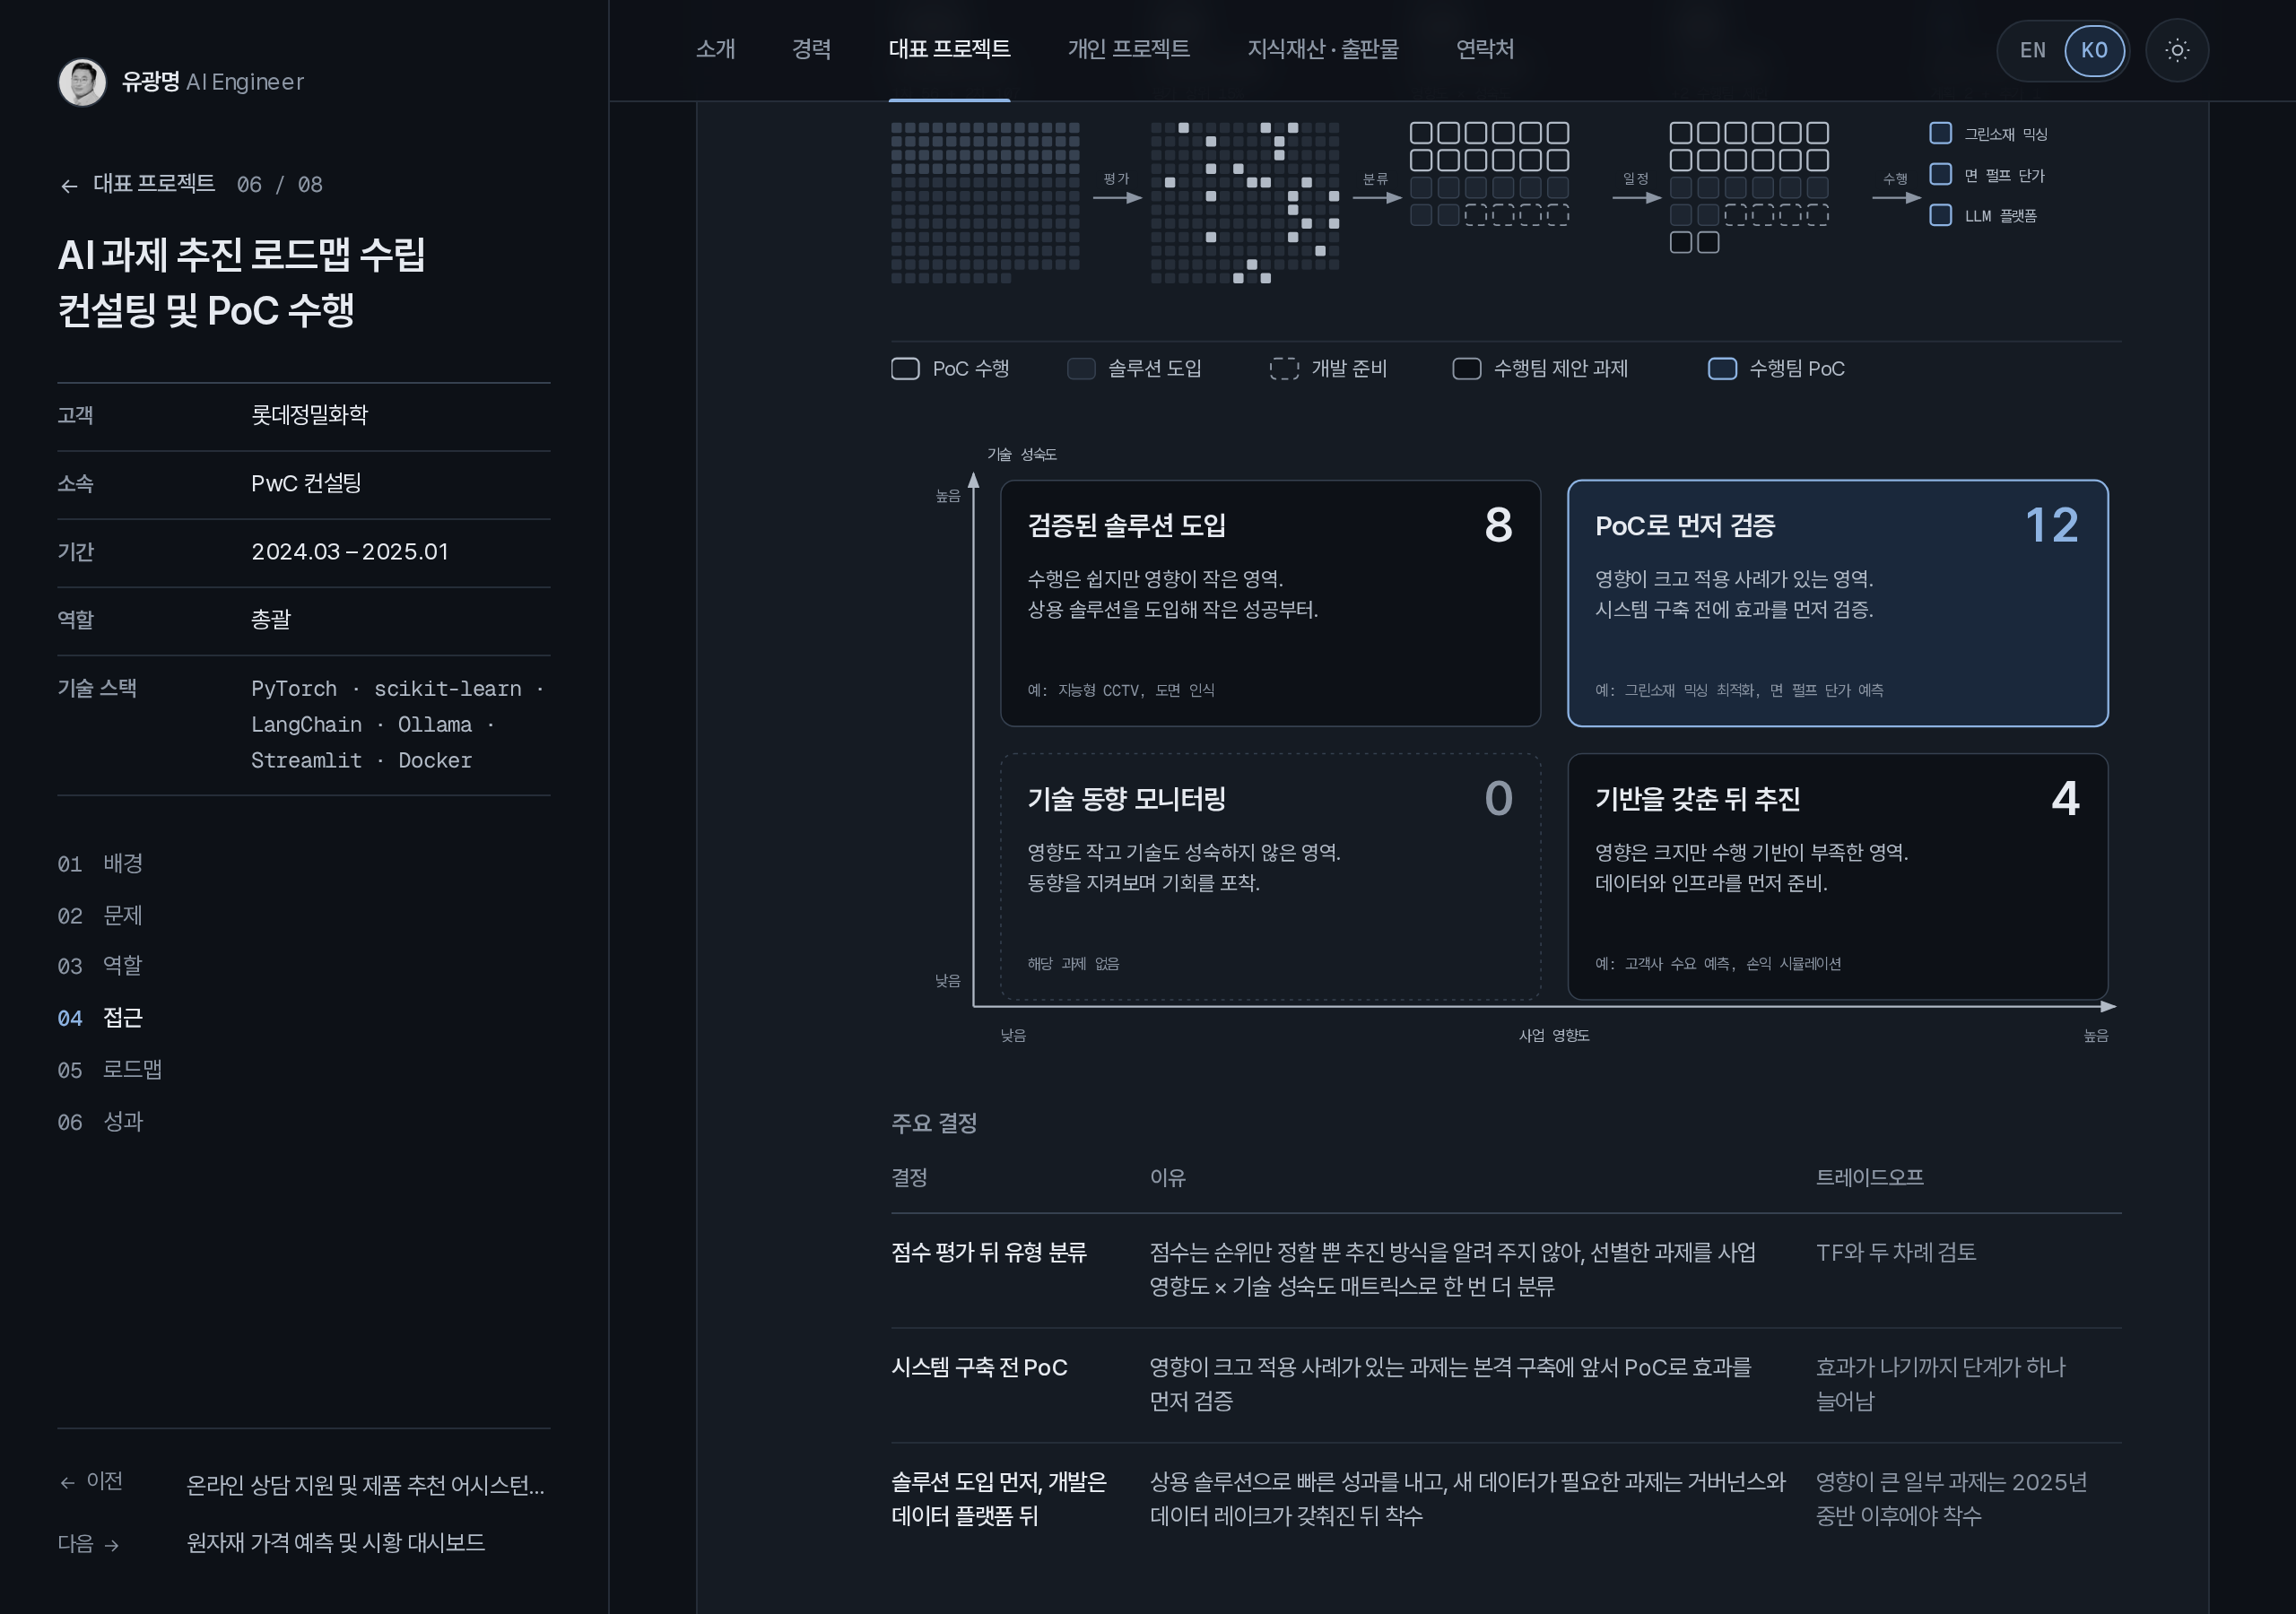 유광명 AI Engineer
← 대표 프로젝트 06 / 08
AI 과제 추진 로드맵 수립
컨설팅 및 PoC 수행
고객 롯데정밀화학
소속 PwC 컨설팅
기간 2024.03 – 2025.01
역할 총괄
기술 스택 PyTorch · scikit-learn ·
LangChain · Ollama ·
Streamlit · Docker
01 배경
02 문제
03 역할
04 접근
05 로드맵
06 성과
← 이전 온라인 상담 지원 및 제품 추천 어시스턴…
다음 → 원자재 가격 예측 및 시황 대시보드
소개 경력 대표 프로젝트 개인 프로젝트 지식재산 · 출판물 연락처 EN KO
평가 분류 일정 수행
그린소재 믹싱
면 펄프 단가
LLM 플랫폼
PoC 수행 솔루션 도입 개발 준비 수행팀 제안 과제 수행팀 PoC
기술 성숙도
높음
검증된 솔루션 도입 8
수행은 쉽지만 영향이 작은 영역.
상용 솔루션을 도입해 작은 성공부터.
예: 지능형 CCTV, 도면 인식
PoC로 먼저 검증 12
영향이 크고 적용 사례가 있는 영역.
시스템 구축 전에 효과를 먼저 검증.
예: 그린소재 믹싱 최적화, 면 펄프 단가 예측
기술 동향 모니터링 0
영향도 작고 기술도 성숙하지 않은 영역.
동향을 지켜보며 기회를 포착.
해당 과제 없음
기반을 갖춘 뒤 추진 4
영향은 크지만 수행 기반이 부족한 영역.
데이터와 인프라를 먼저 준비.
예: 고객사 수요 예측, 손익 시뮬레이션
낮음
낮음 사업 영향도 높음
주요 결정
결정 이유 트레이드오프
점수 평가 뒤 유형 분류
점수는 순위만 정할 뿐 추진 방식을 알려 주지 않아, 선별한 과제를 사업
영향도 × 기술 성숙도 매트릭스로 한 번 더 분류
TF와 두 차례 검토
시스템 구축 전 PoC
영향이 크고 적용 사례가 있는 과제는 본격 구축에 앞서 PoC로 효과를
먼저 검증
효과가 나기까지 단계가 하나
늘어남
솔루션 도입 먼저, 개발은
데이터 플랫폼 뒤
상용 솔루션으로 빠른 성과를 내고, 새 데이터가 필요한 과제는 거버넌스와
데이터 레이크가 갖춰진 뒤 착수
영향이 큰 일부 과제는 2025년
중반 이후에야 착수